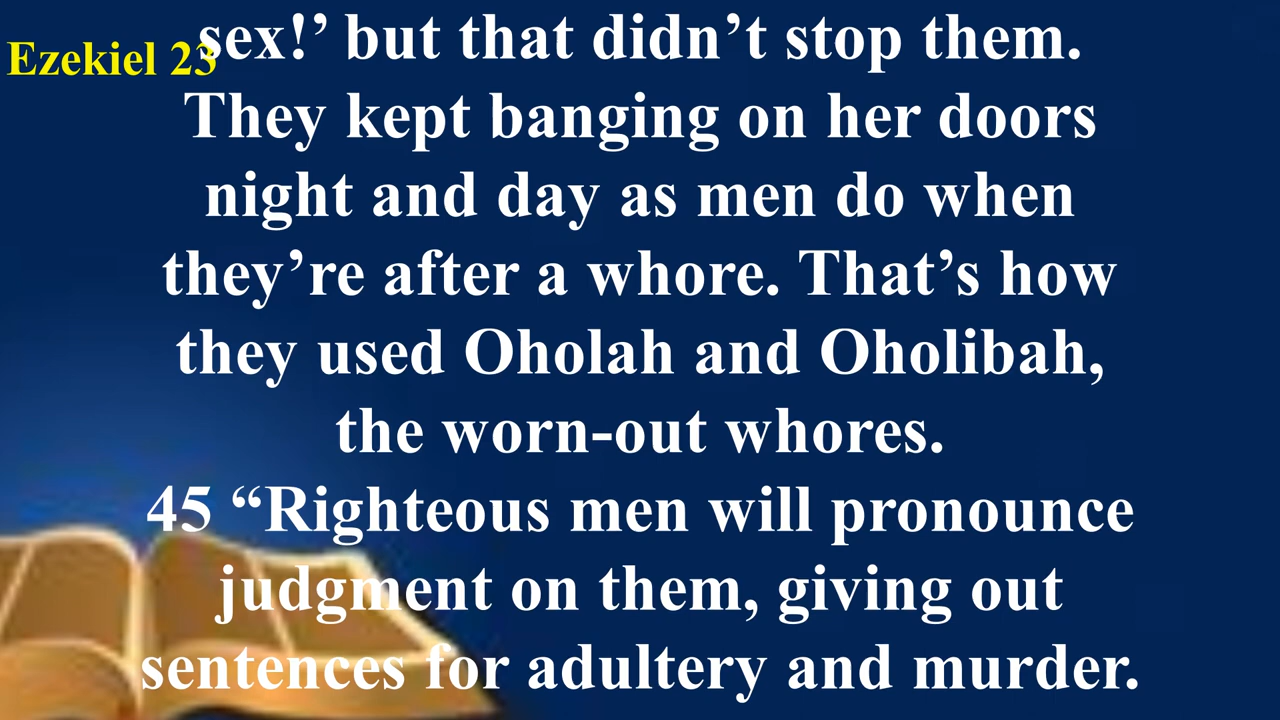 Ezekiel 23
sex!’ but that didn’t stop them.
They kept banging on her doors
night and day as men do when
they’re after a whore. That’s how
they used Oholah and Oholibah,
the worn-out whores.
45 “Righteous men will pronounce
judgment on them, giving out
sentences for adultery and murder.